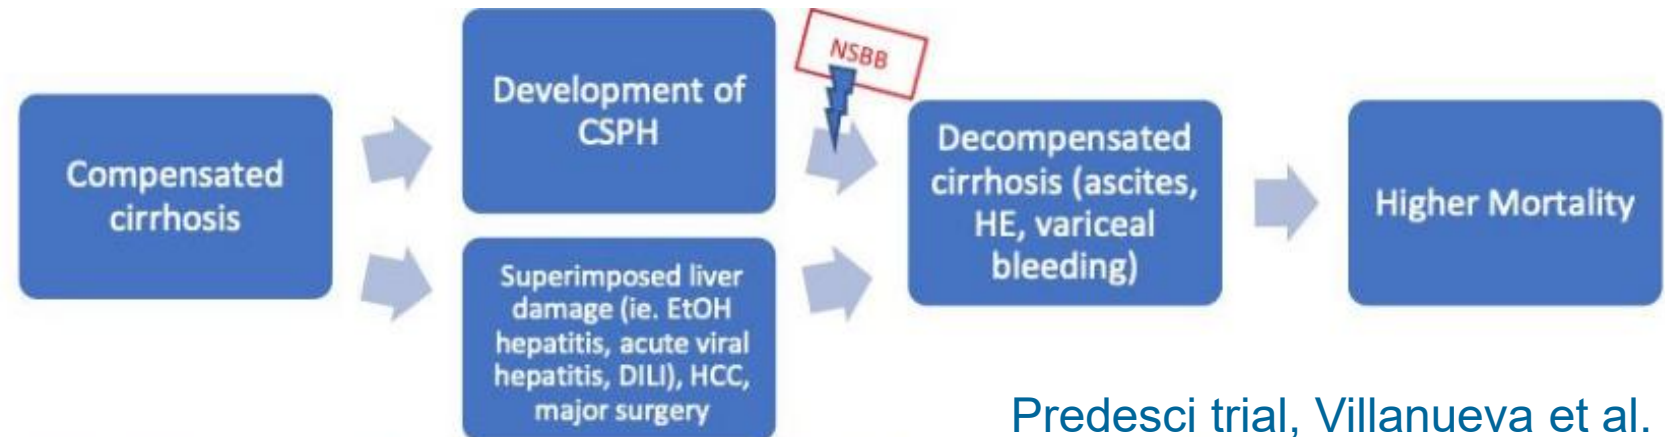 Compensated
cirrhosis
Development of
CSPH
Superimposed liver
damage (ie. EtOH
hepatitis, acute viral
hepatitis, DILI), HCC,
major surgery
NSBB
Decompensated
cirrhosis (ascites,
HE, variceal
bleeding)
Higher Mortality
Predesci trial, Villanueva et al.